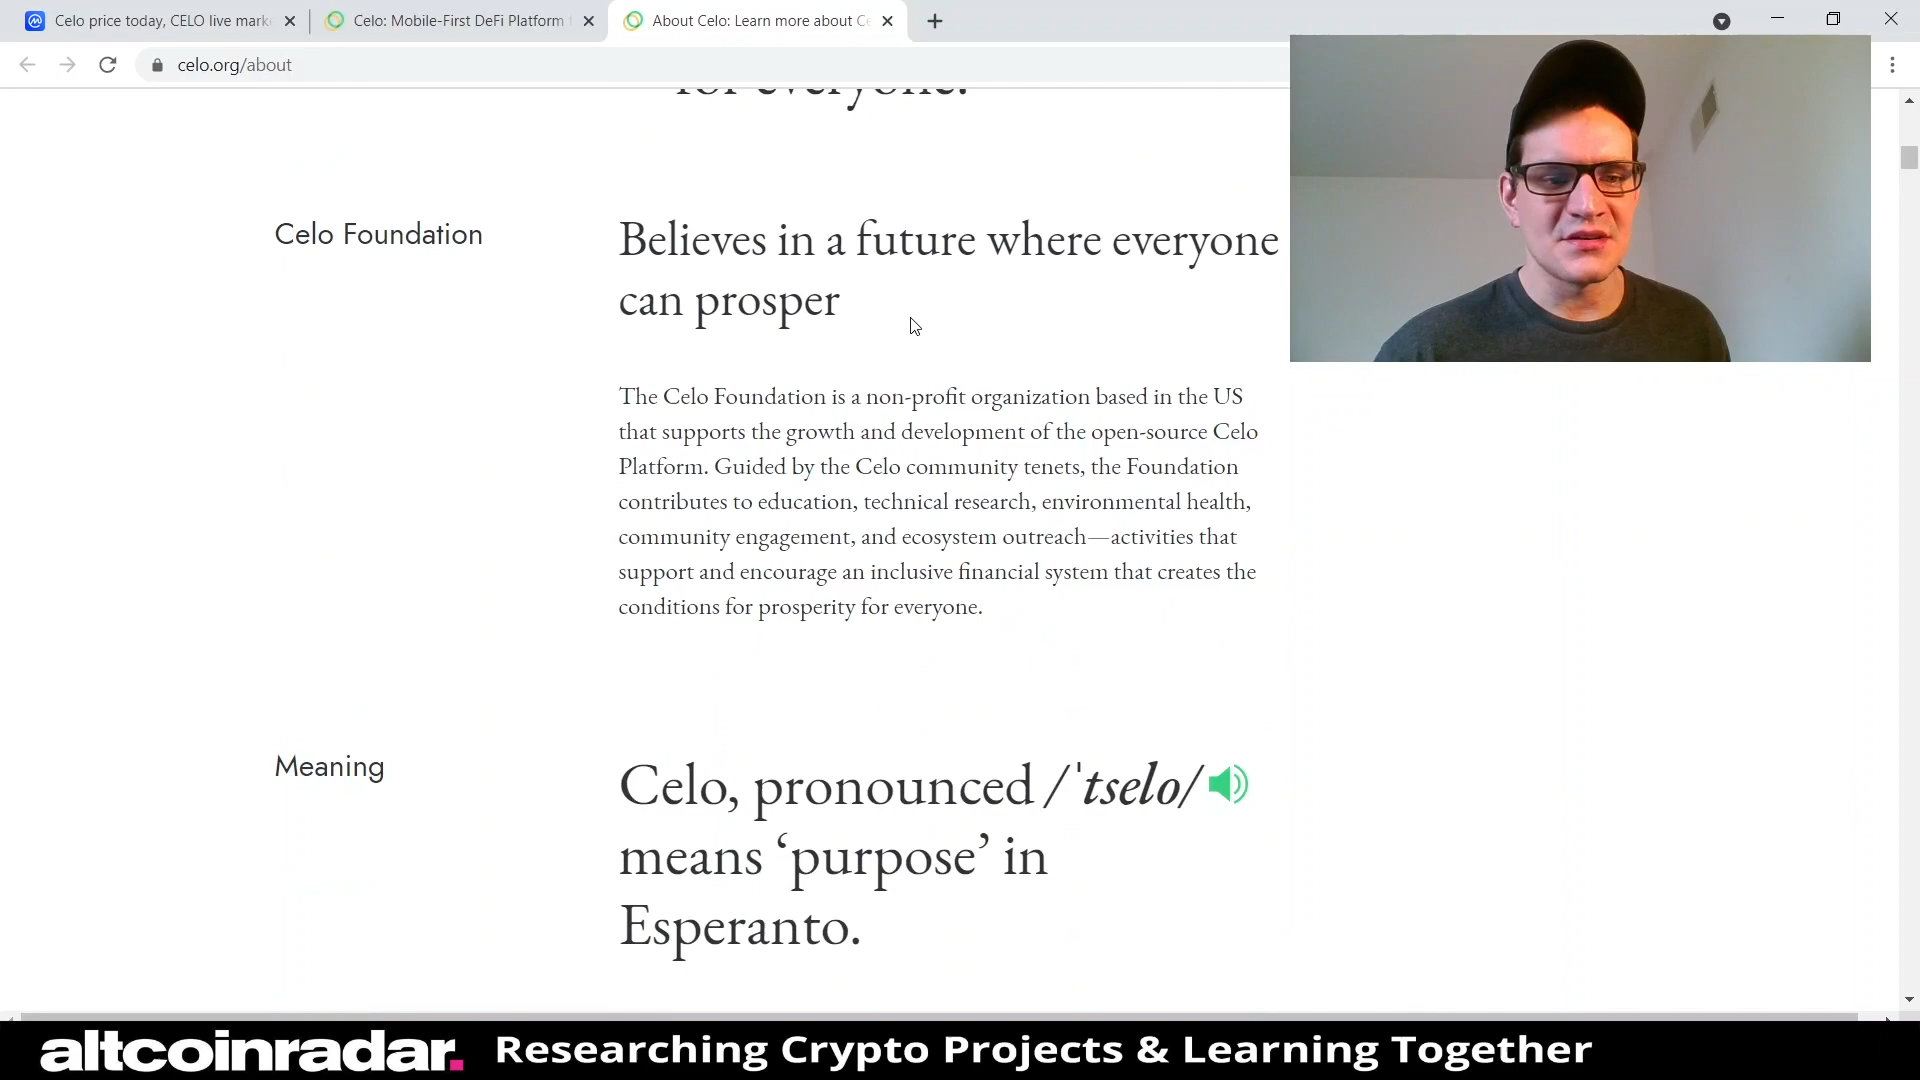 Celo price today, CELO live mark
Celo: Mobile-First DeFi Platform
About Celo: Learn more about Ce
celo.org/about
for everyone.
Celo Foundation
Believes in a future where everyone
can prosper
The Celo Foundation is a non-profit organization based in the US
that supports the growth and development of the open-source Celo
Platform. Guided by the Celo community tenets, the Foundation
contributes to education, technical research, environmental health,
community engagement, and ecosystem outreach—activities that
support and encourage an inclusive financial system that creates the
conditions for prosperity for everyone.
Meaning
Celo, pronounced /ˈtselo/
means ‘purpose’ in
Esperanto.
altcoinradar. Researching Crypto Projects & Learning Together